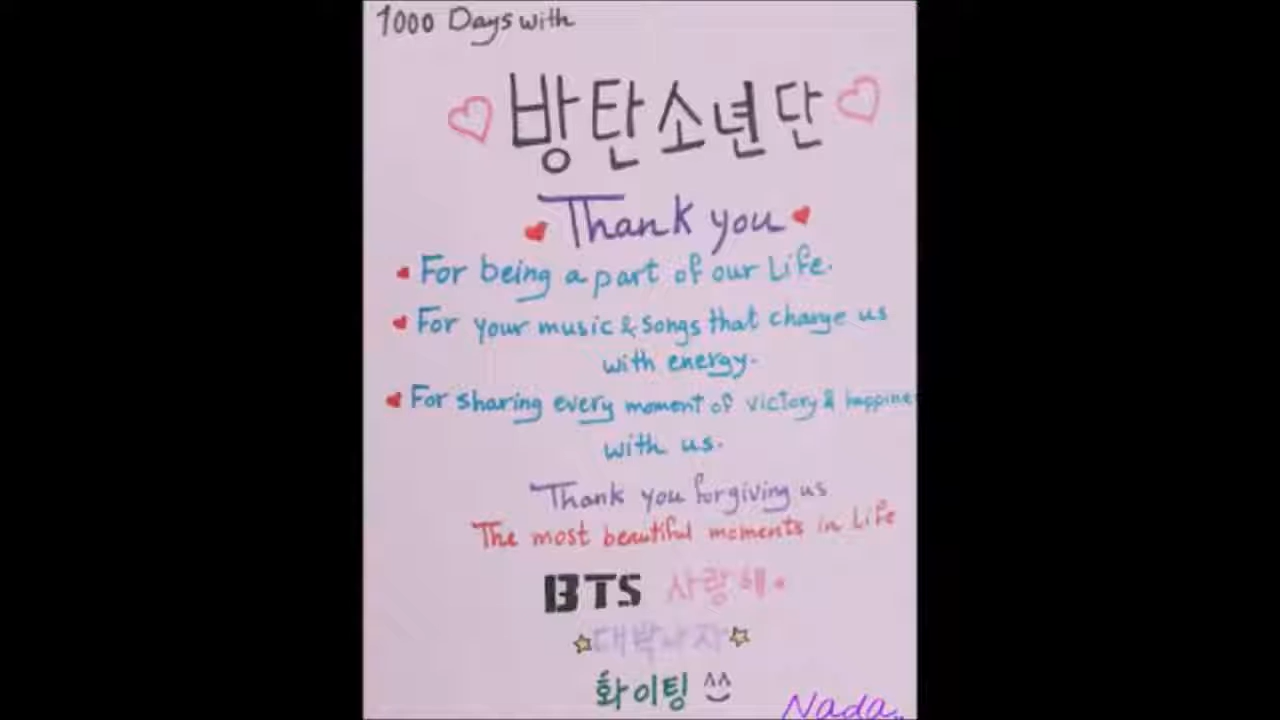 1000 Days with
방탄소년단
Thank you
For being a part of our Life.
For your music & songs that charge us
with energy.
For sharing every moment of victory & happine
with us.
Thank you for giving us
The most beautiful moments in Life
BTS 사랑해.
대박나자
화이팅 ^^
Nada..